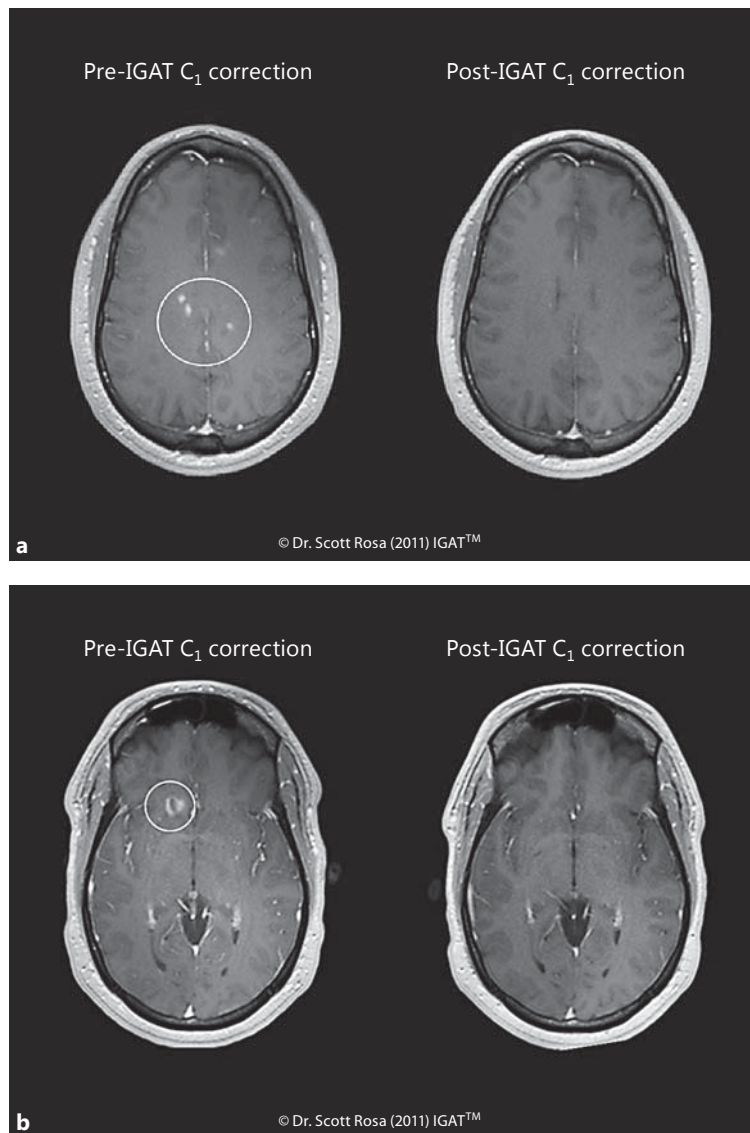 Pre-IGAT C₁ correction Post-IGAT C₁ correction
a © Dr. Scott Rosa (2011) IGAT™
Pre-IGAT C₁ correction Post-IGAT C₁ correction
b © Dr. Scott Rosa (2011) IGAT™